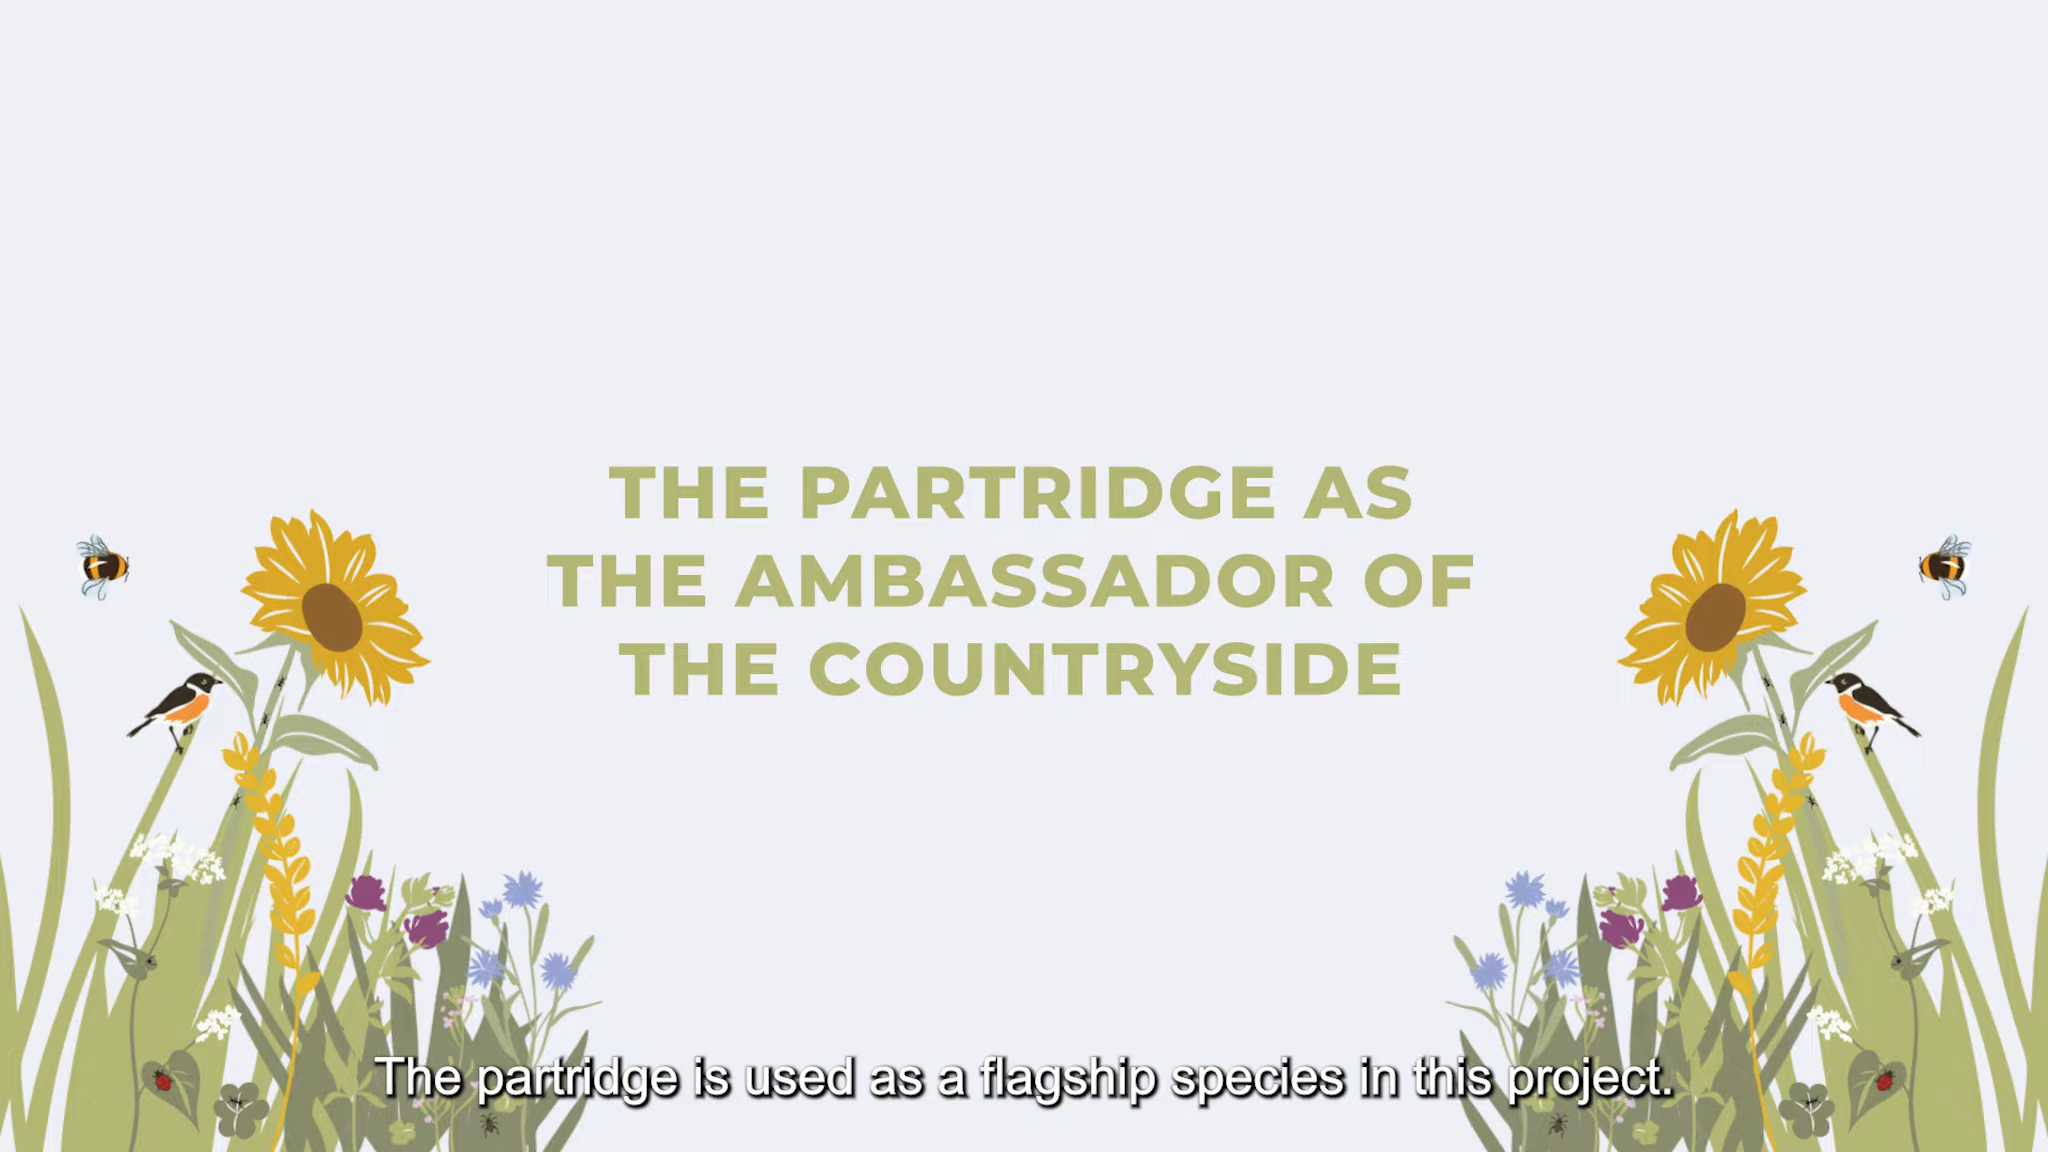 THE PARTRIDGE AS
THE AMBASSADOR OF
THE COUNTRYSIDE
The partridge is used as a flagship species in this project.